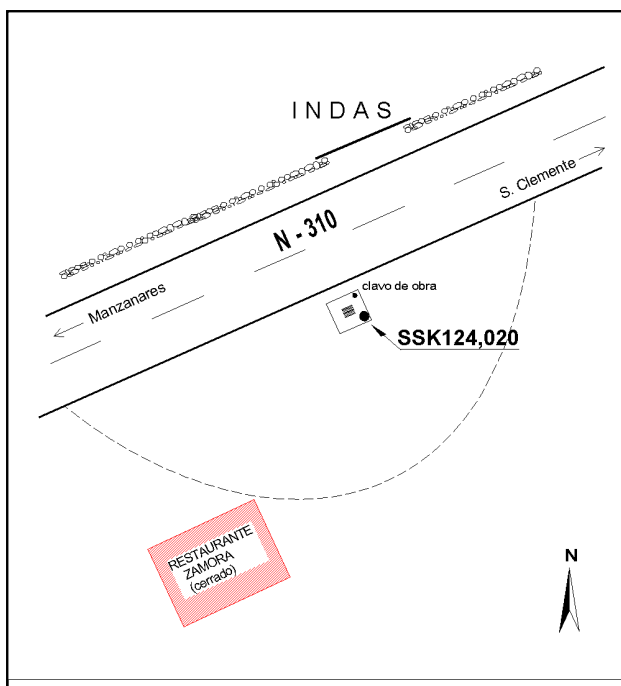 INDAS
S. Clemente
N - 310
Manzanares
clavo de obra
SSK124,020
RESTAURANTE
ZAMORA
(cerrado)
N